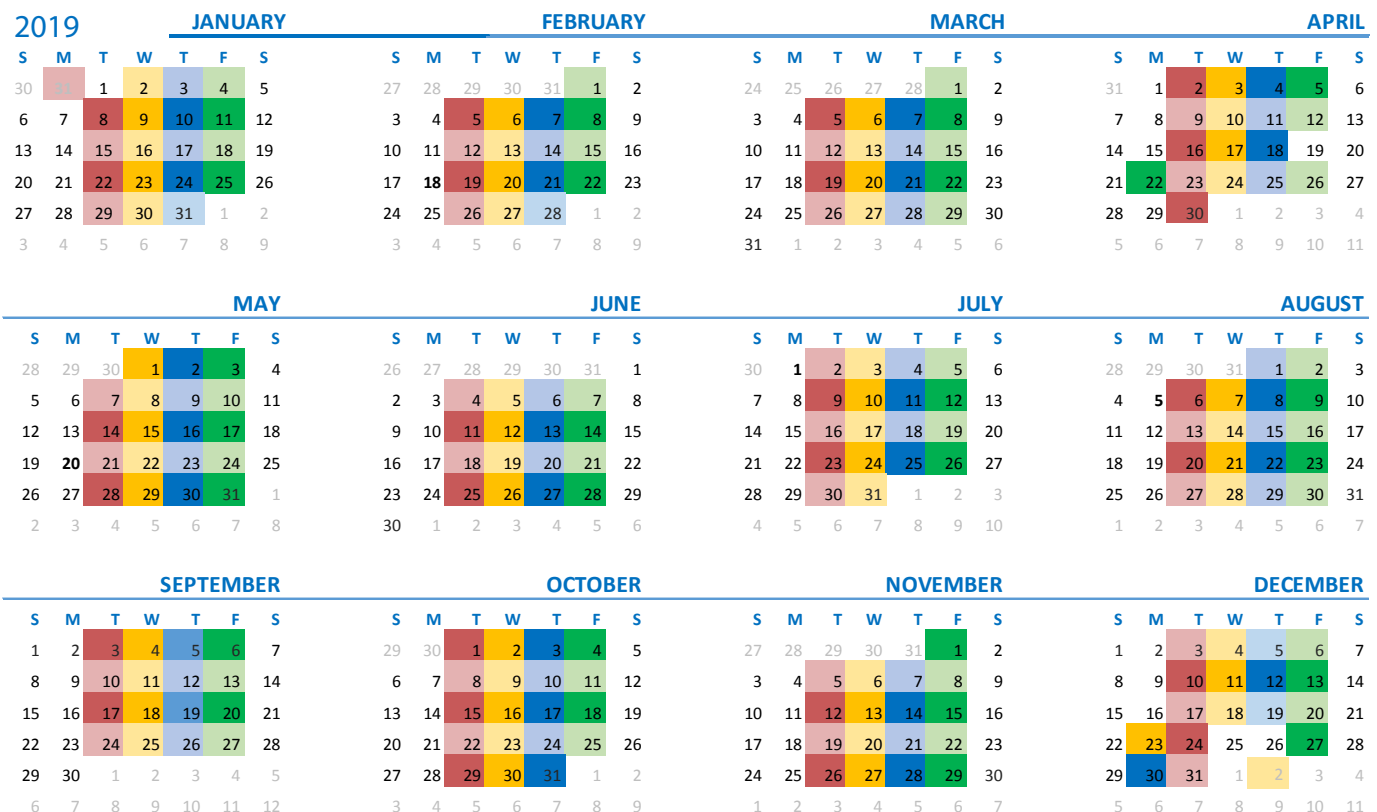 2019 JANUARY FEBRUARY MARCH APRIL
S M T W T F S S M T W T F S S M T W T F S S M T W T F S
30 31 1 2 3 4 5 27 28 29 30 31 1 2 24 25 26 27 28 1 2 31 1 2 3 4 5 6
6 7 8 9 10 11 12 3 4 5 6 7 8 9 3 4 5 6 7 8 9 7 8 9 10 11 12 13
13 14 15 16 17 18 19 10 11 12 13 14 15 16 10 11 12 13 14 15 16 14 15 16 17 18 19 20
20 21 22 23 24 25 26 17 18 19 20 21 22 23 17 18 19 20 21 22 23 21 22 23 24 25 26 27
27 28 29 30 31 1 2 24 25 26 27 28 1 2 24 25 26 27 28 29 30 28 29 30 1 2 3 4
3 4 5 6 7 8 9 3 4 5 6 7 8 9 31 1 2 3 4 5 6 5 6 7 8 9 10 11
MAY JUNE JULY AUGUST
S M T W T F S S M T W T F S S M T W T F S S M T W T F S
28 29 30 1 2 3 4 26 27 28 29 30 31 1 30 1 2 3 4 5 6 28 29 30 31 1 2 3
5 6 7 8 9 10 11 2 3 4 5 6 7 8 7 8 9 10 11 12 13 4 5 6 7 8 9 10
12 13 14 15 16 17 18 9 10 11 12 13 14 15 14 15 16 17 18 19 20 11 12 13 14 15 16 17
19 20 21 22 23 24 25 16 17 18 19 20 21 22 21 22 23 24 25 26 27 18 19 20 21 22 23 24
26 27 28 29 30 31 1 23 24 25 26 27 28 29 28 29 30 31 1 2 3 25 26 27 28 29 30 31
2 3 4 5 6 7 8 30 1 2 3 4 5 6 4 5 6 7 8 9 10 1 2 3 4 5 6 7
SEPTEMBER OCTOBER NOVEMBER DECEMBER
S M T W T F S S M T W T F S S M T W T F S S M T W T F S
1 2 3 4 5 6 7 29 30 1 2 3 4 5 27 28 29 30 31 1 2 1 2 3 4 5 6 7
8 9 10 11 12 13 14 6 7 8 9 10 11 12 3 4 5 6 7 8 9 8 9 10 11 12 13 14
15 16 17 18 19 20 21 13 14 15 16 17 18 19 10 11 12 13 14 15 16 15 16 17 18 19 20 21
22 23 24 25 26 27 28 20 21 22 23 24 25 26 17 18 19 20 21 22 23 22 23 24 25 26 27 28
29 30 1 2 3 4 5 27 28 29 30 31 1 2 24 25 26 27 28 29 30 29 30 31 1 2 3 4
6 7 8 9 10 11 12 3 4 5 6 7 8 9 1 2 3 4 5 6 7 5 6 7 8 9 10 11